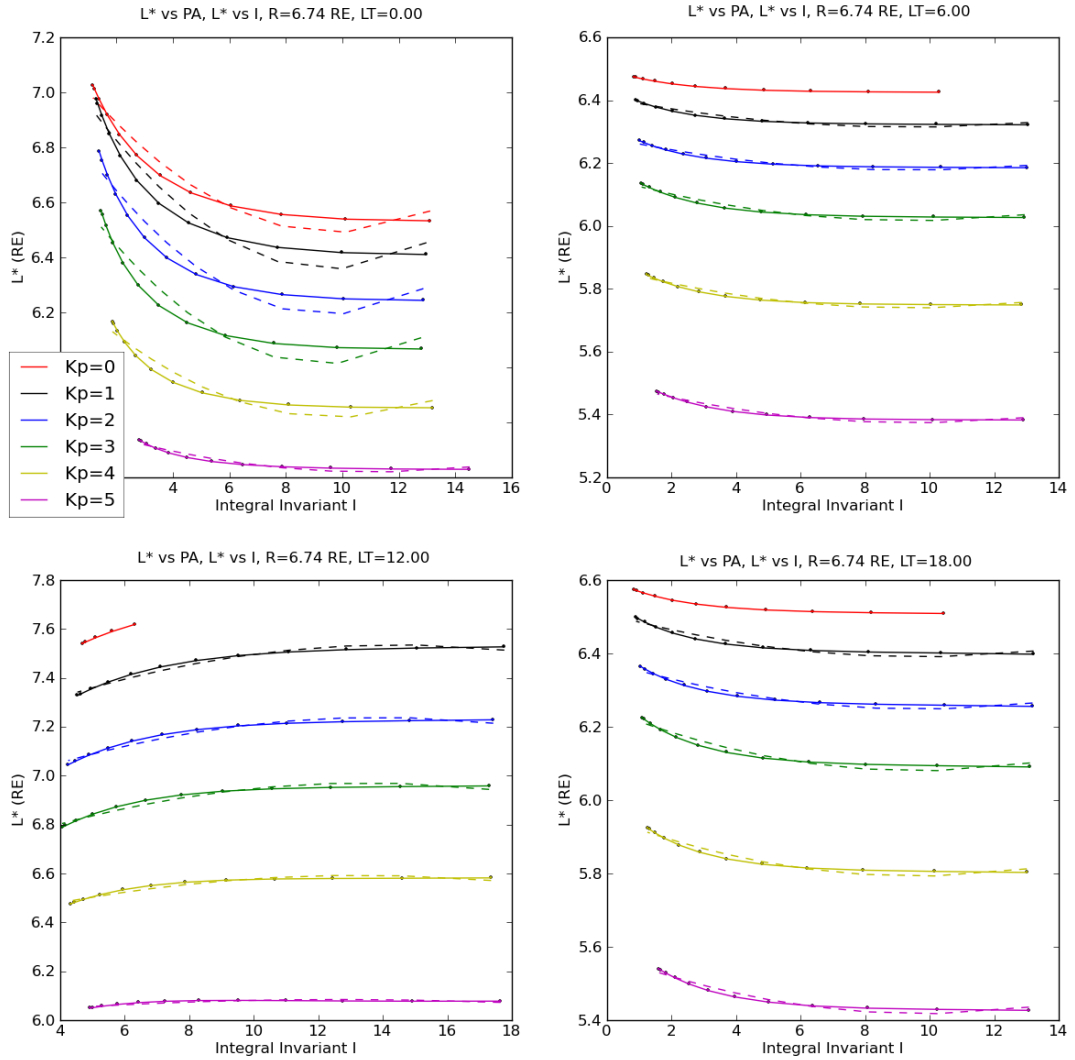 L* vs PA, L* vs I, R=6.74 RE, LT=0.00
7.2
7.0
6.8
6.6
6.4
6.2
L* (RE)
4 6 8 10 12 14 16
Integral Invariant I
Kp=0
Kp=1
Kp=2
Kp=3
Kp=4
Kp=5
L* vs PA, L* vs I, R=6.74 RE, LT=6.00
6.6
6.4
6.2
6.0
5.8
5.6
5.4
5.2
L* (RE)
0 2 4 6 8 10 12 14
Integral Invariant I
L* vs PA, L* vs I, R=6.74 RE, LT=12.00
7.8
7.6
7.4
7.2
7.0
6.8
6.6
6.4
6.2
6.0
L* (RE)
4 6 8 10 12 14 16 18
Integral Invariant I
L* vs PA, L* vs I, R=6.74 RE, LT=18.00
6.6
6.4
6.2
6.0
5.8
5.6
5.4
L* (RE)
0 2 4 6 8 10 12 14
Integral Invariant I